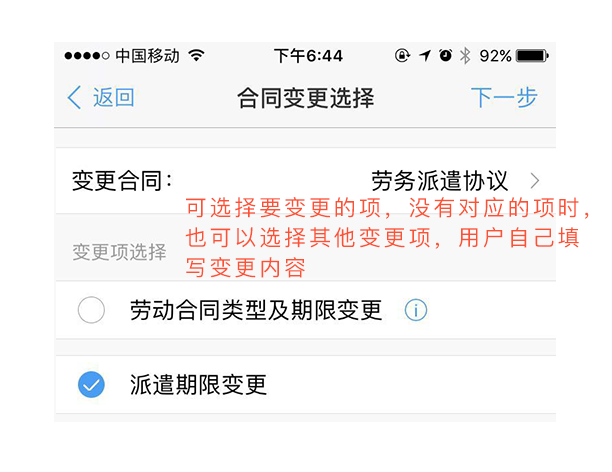 中国移动 下午6:44 92%
返回 合同变更选择 下一步
变更合同： 劳务派遣协议
可选择要变更的项，没有对应的项时，
也可以选择其他变更项，用户自己填
写变更内容
变更项选择
劳动合同类型及期限变更
派遣期限变更